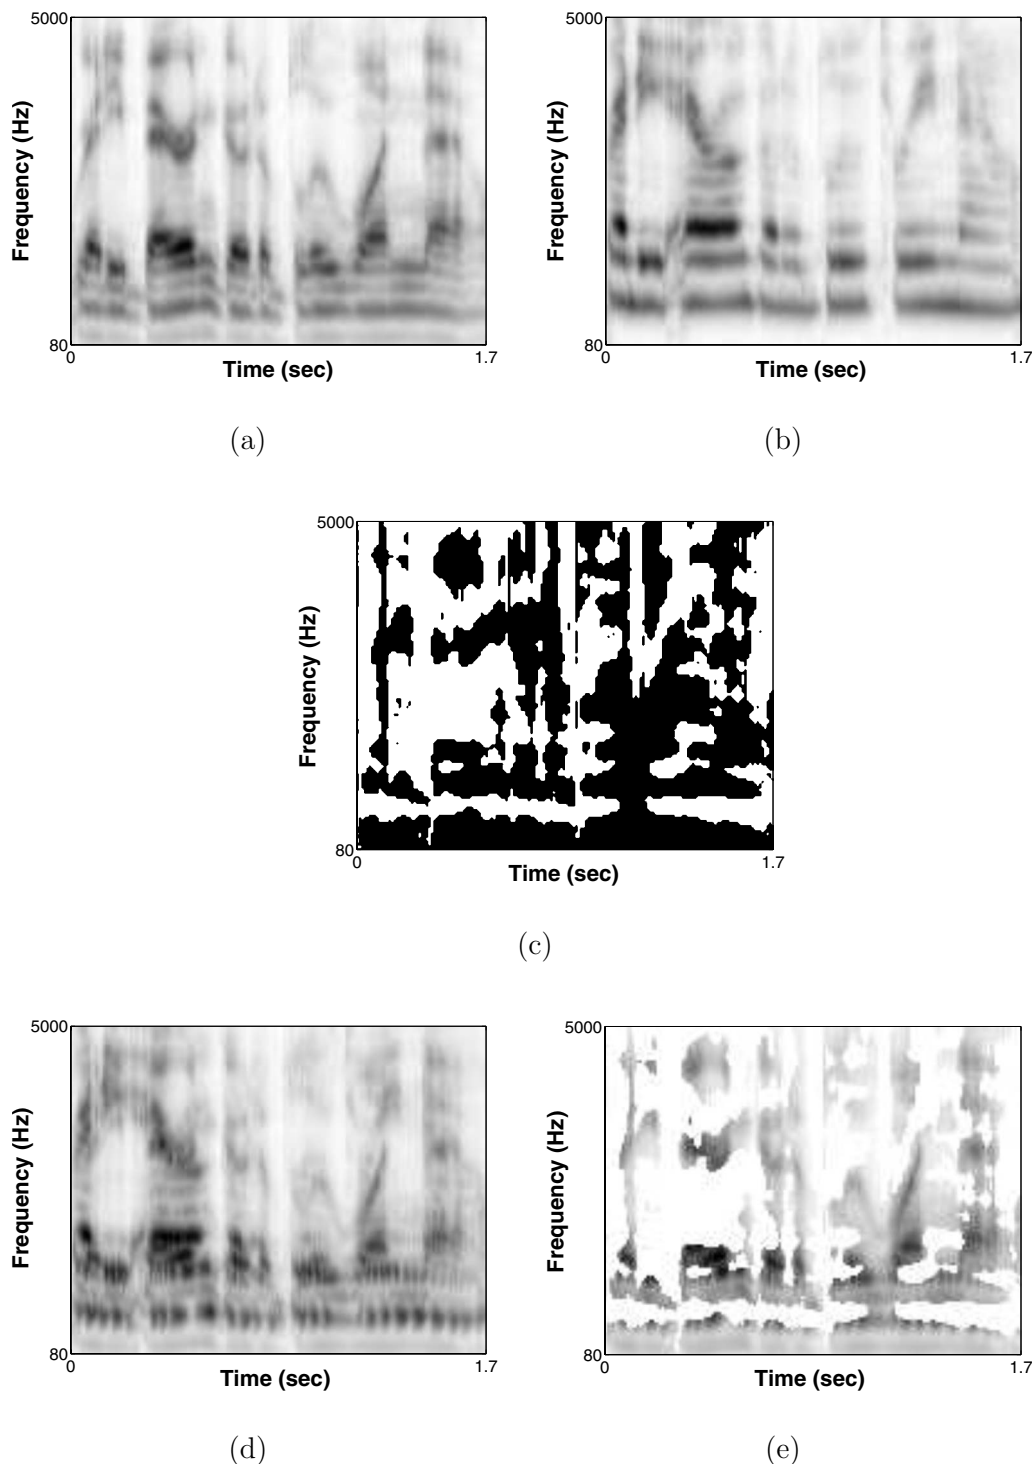 5000
5000
Frequency (Hz)
Frequency (Hz)
80
80
0
1.7
0
1.7
Time (sec)
Time (sec)
(a)
(b)
5000
Frequency (Hz)
80
0
1.7
Time (sec)
(c)
5000
5000
Frequency (Hz)
Frequency (Hz)
80
80
0
1.7
0
1.7
Time (sec)
Time (sec)
(d)
(e)